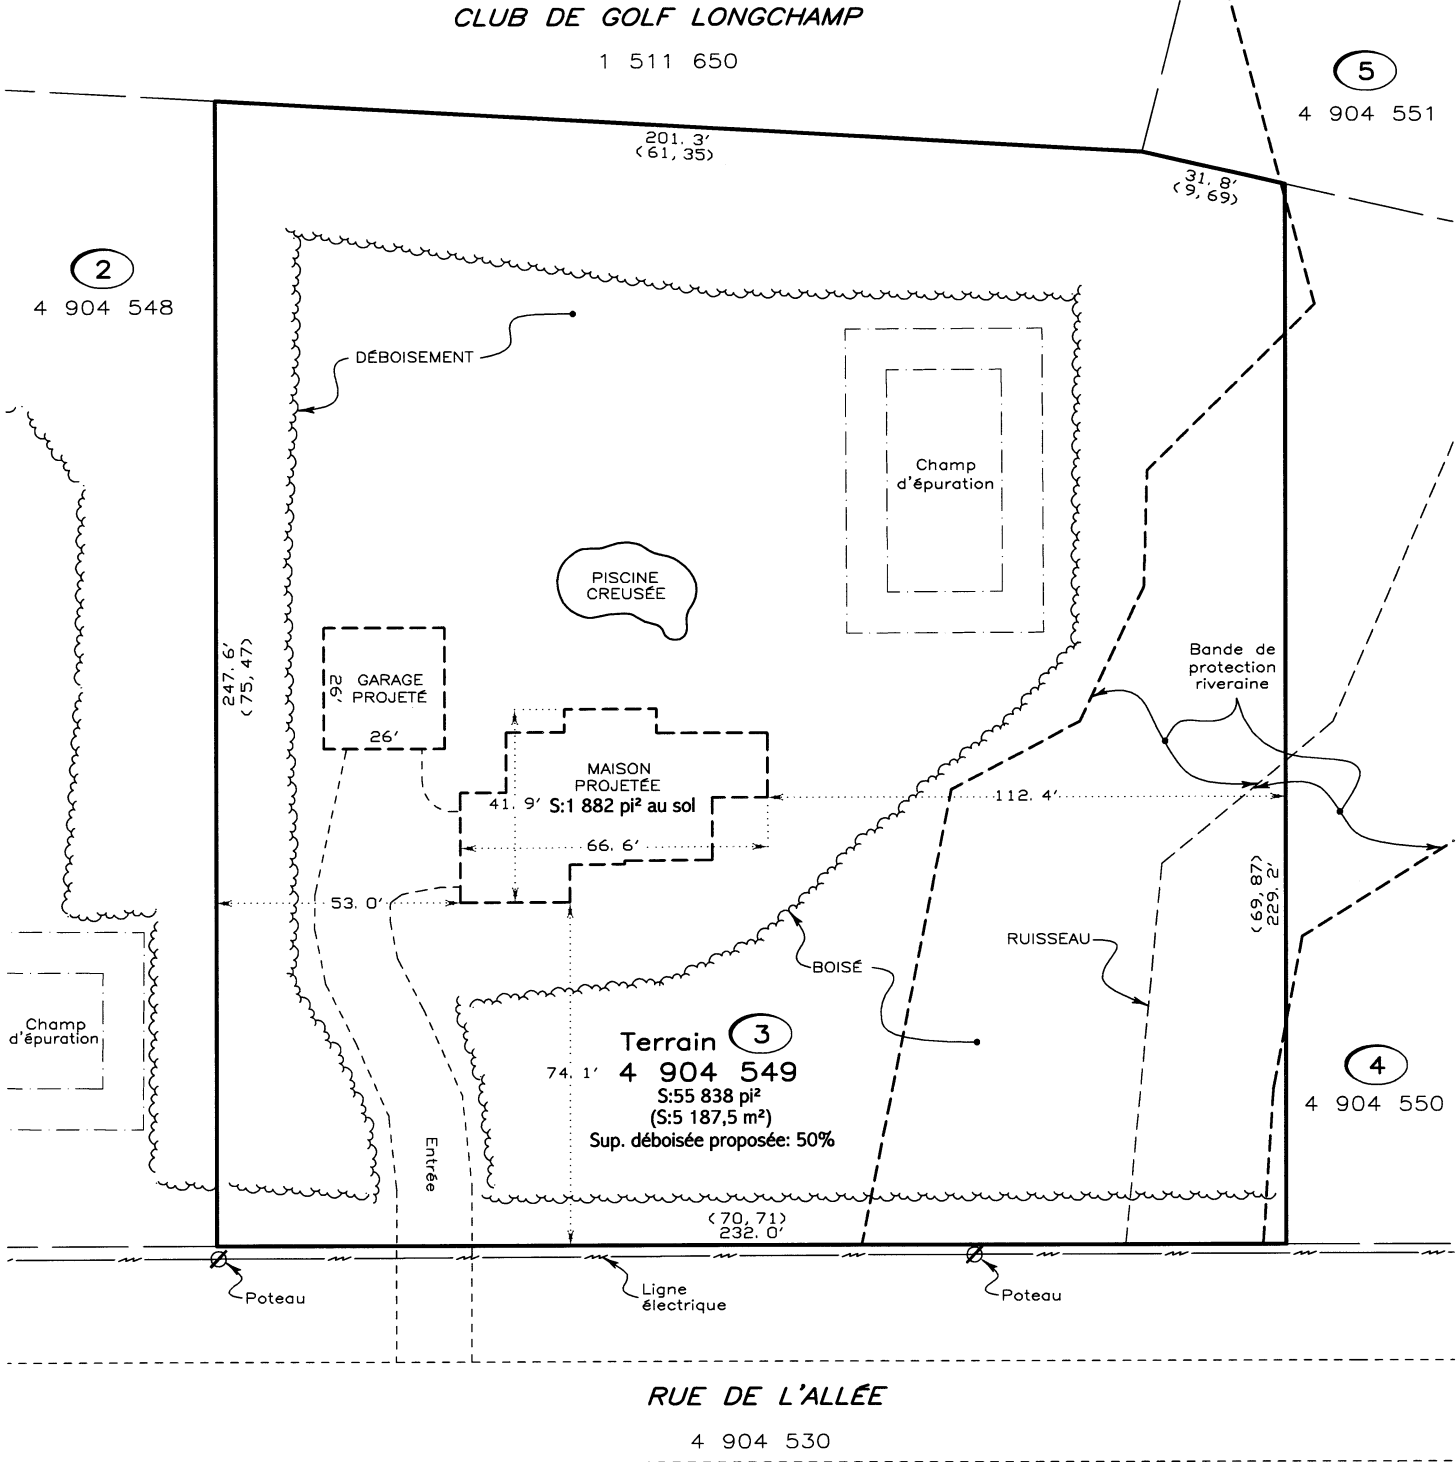 CLUB DE GOLF LONGCHAMP
1 511 650
5
4 904 551
201.3'
(61,35)
31.8'
(9,69)
2
4 904 548
DÉBOISEMENT
Champ
d'épuration
PISCINE
CREUSÉE
247.6'
(75,47)
26'
GARAGE
PROJETÉ
26'
Bande de
protection
riveraine
MAISON
PROJETÉE
S:1 882 pi² au sol
41.9'
66.6'
112.4'
53.0'
(69,87)
229.2'
RUISSEAU
BOISÉ
Champ
d'épuration
Terrain 3
4 904 549
S:55 838 pi²
(S:5 187,5 m²)
Sup. déboisée proposée: 50%
74.1'
4
4 904 550
Entrée
(70,71)
232.0'
Poteau
Ligne
électrique
Poteau
RUE DE L'ALLÉE
4 904 530